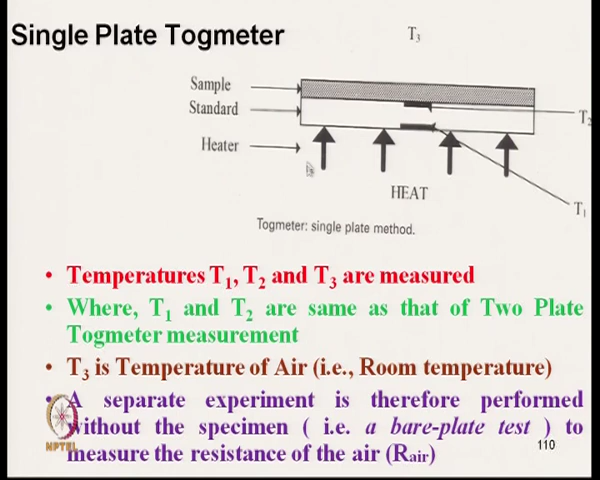 Single Plate Togmeter
T3
Sample
Standard
T2
Heater
HEAT
T1
Togmeter: single plate method.
• Temperatures T1, T2 and T3 are measured
• Where, T1 and T2 are same as that of Two Plate
Togmeter measurement
• T3 is Temperature of Air (i.e., Room temperature)
• A separate experiment is therefore performed
without the specimen ( i.e. a bare-plate test ) to
measure the resistance of the air (Rair)
NPTEL
110